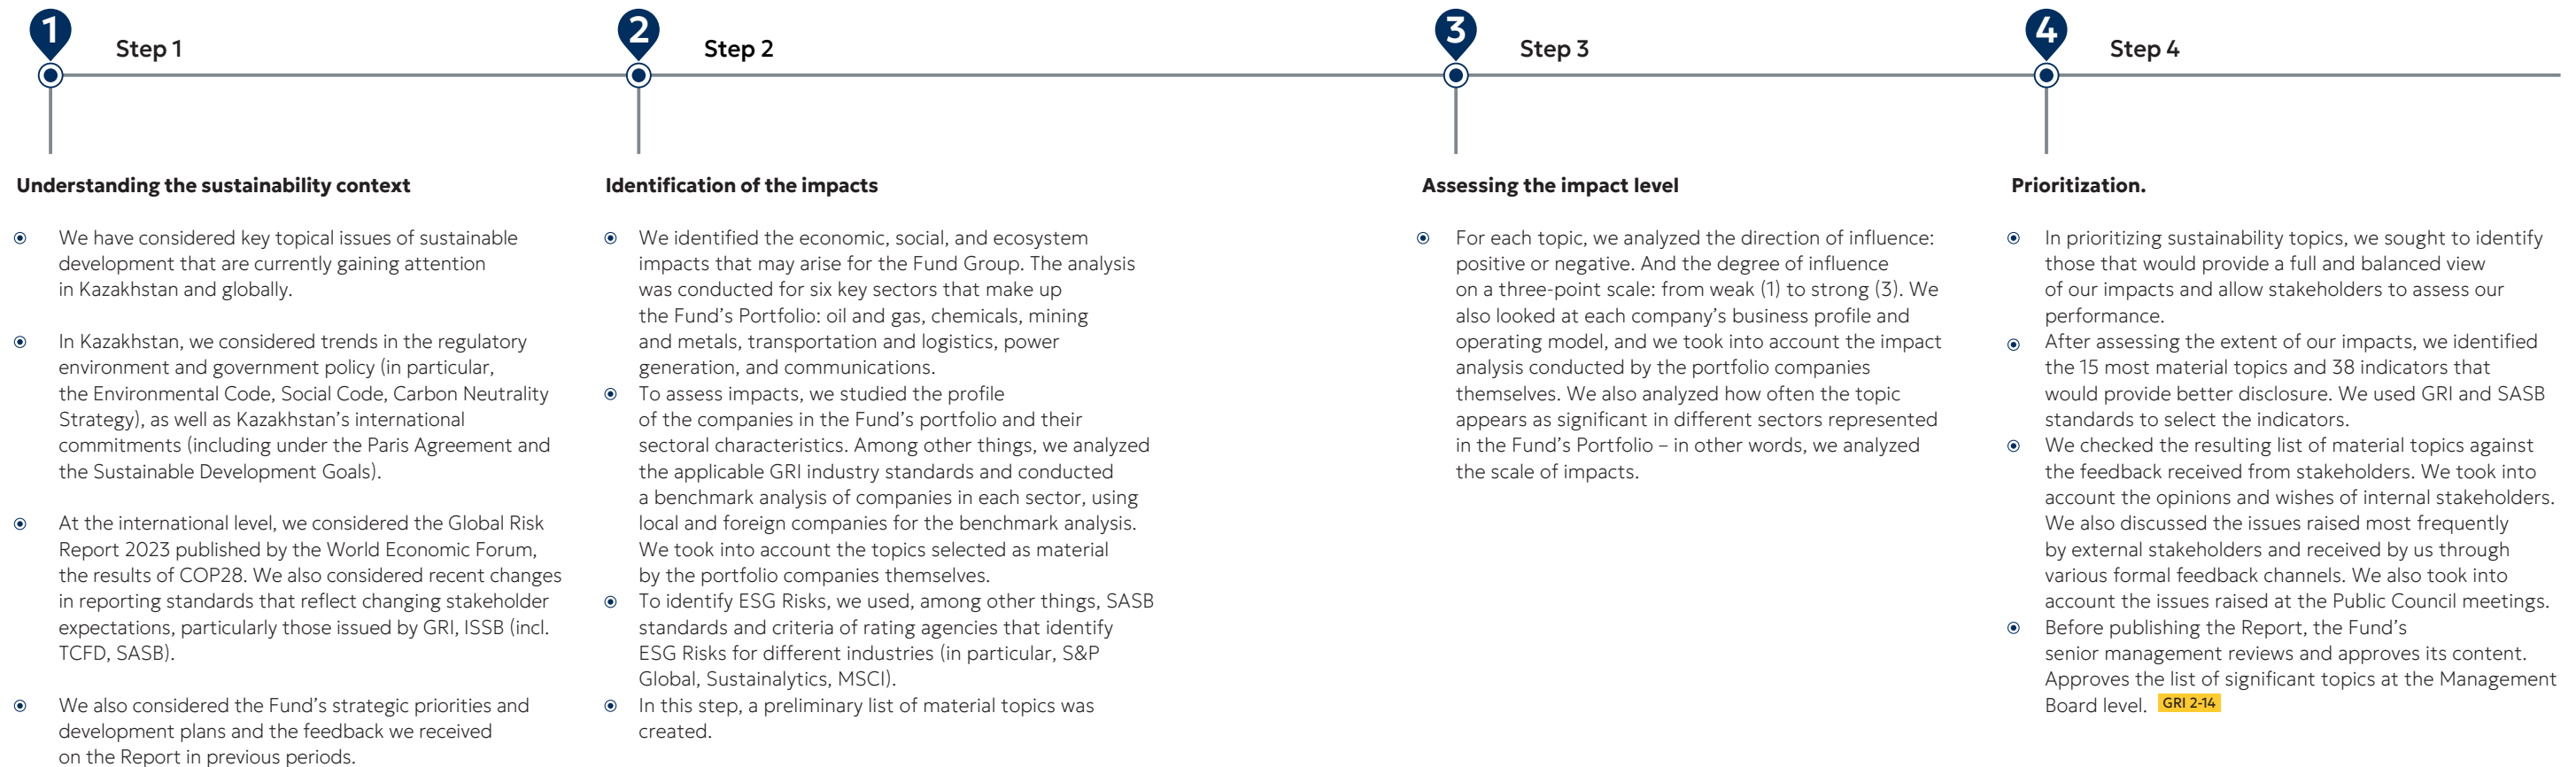 1
Step 1
Understanding the sustainability context
We have considered key topical issues of sustainable
development that are currently gaining attention
in Kazakhstan and globally.
In Kazakhstan, we considered trends in the regulatory
environment and government policy (in particular,
the Environmental Code, Social Code, Carbon Neutrality
Strategy), as well as Kazakhstan's international
commitments (including under the Paris Agreement and
the Sustainable Development Goals).
At the international level, we considered the Global Risk
Report 2023 published by the World Economic Forum,
the results of COP28. We also considered recent changes
in reporting standards that reflect changing stakeholder
expectations, particularly those issued by GRI, ISSB (incl.
TCFD, SASB).
We also considered the Fund's strategic priorities and
development plans and the feedback we received
on the Report in previous periods.
2
Step 2
Identification of the impacts
We identified the economic, social, and ecosystem
impacts that may arise for the Fund Group. The analysis
was conducted for six key sectors that make up
the Fund's Portfolio: oil and gas, chemicals, mining
and metals, transportation and logistics, power
generation, and communications.
To assess impacts, we studied the profile
of the companies in the Fund's portfolio and their
sectoral characteristics. Among other things, we analyzed
the applicable GRI industry standards and conducted
a benchmark analysis of companies in each sector, using
local and foreign companies for the benchmark analysis.
We took into account the topics selected as material
by the portfolio companies themselves.
To identify ESG Risks, we used, among other things, SASB
standards and criteria of rating agencies that identify
ESG Risks for different industries (in particular, S&P
Global, Sustainalytics, MSCI).
In this step, a preliminary list of material topics was
created.
3
Step 3
Assessing the impact level
For each topic, we analyzed the direction of influence:
positive or negative. And the degree of influence
on a three-point scale: from weak (1) to strong (3). We
also looked at each company's business profile and
operating model, and we took into account the impact
analysis conducted by the portfolio companies
themselves. We also analyzed how often the topic
appears as significant in different sectors represented
in the Fund's Portfolio – in other words, we analyzed
the scale of impacts.
4
Step 4
Prioritization.
In prioritizing sustainability topics, we sought to identify
those that would provide a full and balanced view
of our impacts and allow stakeholders to assess our
performance.
After assessing the extent of our impacts, we identified
the 15 most material topics and 38 indicators that
would provide better disclosure. We used GRI and SASB
standards to select the indicators.
We checked the resulting list of material topics against
the feedback received from stakeholders. We took into
account the opinions and wishes of internal stakeholders.
We also discussed the issues raised most frequently
by external stakeholders and received by us through
various formal feedback channels. We also took into
account the issues raised at the Public Council meetings.
Before publishing the Report, the Fund's
senior management reviews and approves its content.
Approves the list of significant topics at the Management
Board level. GRI 2-14